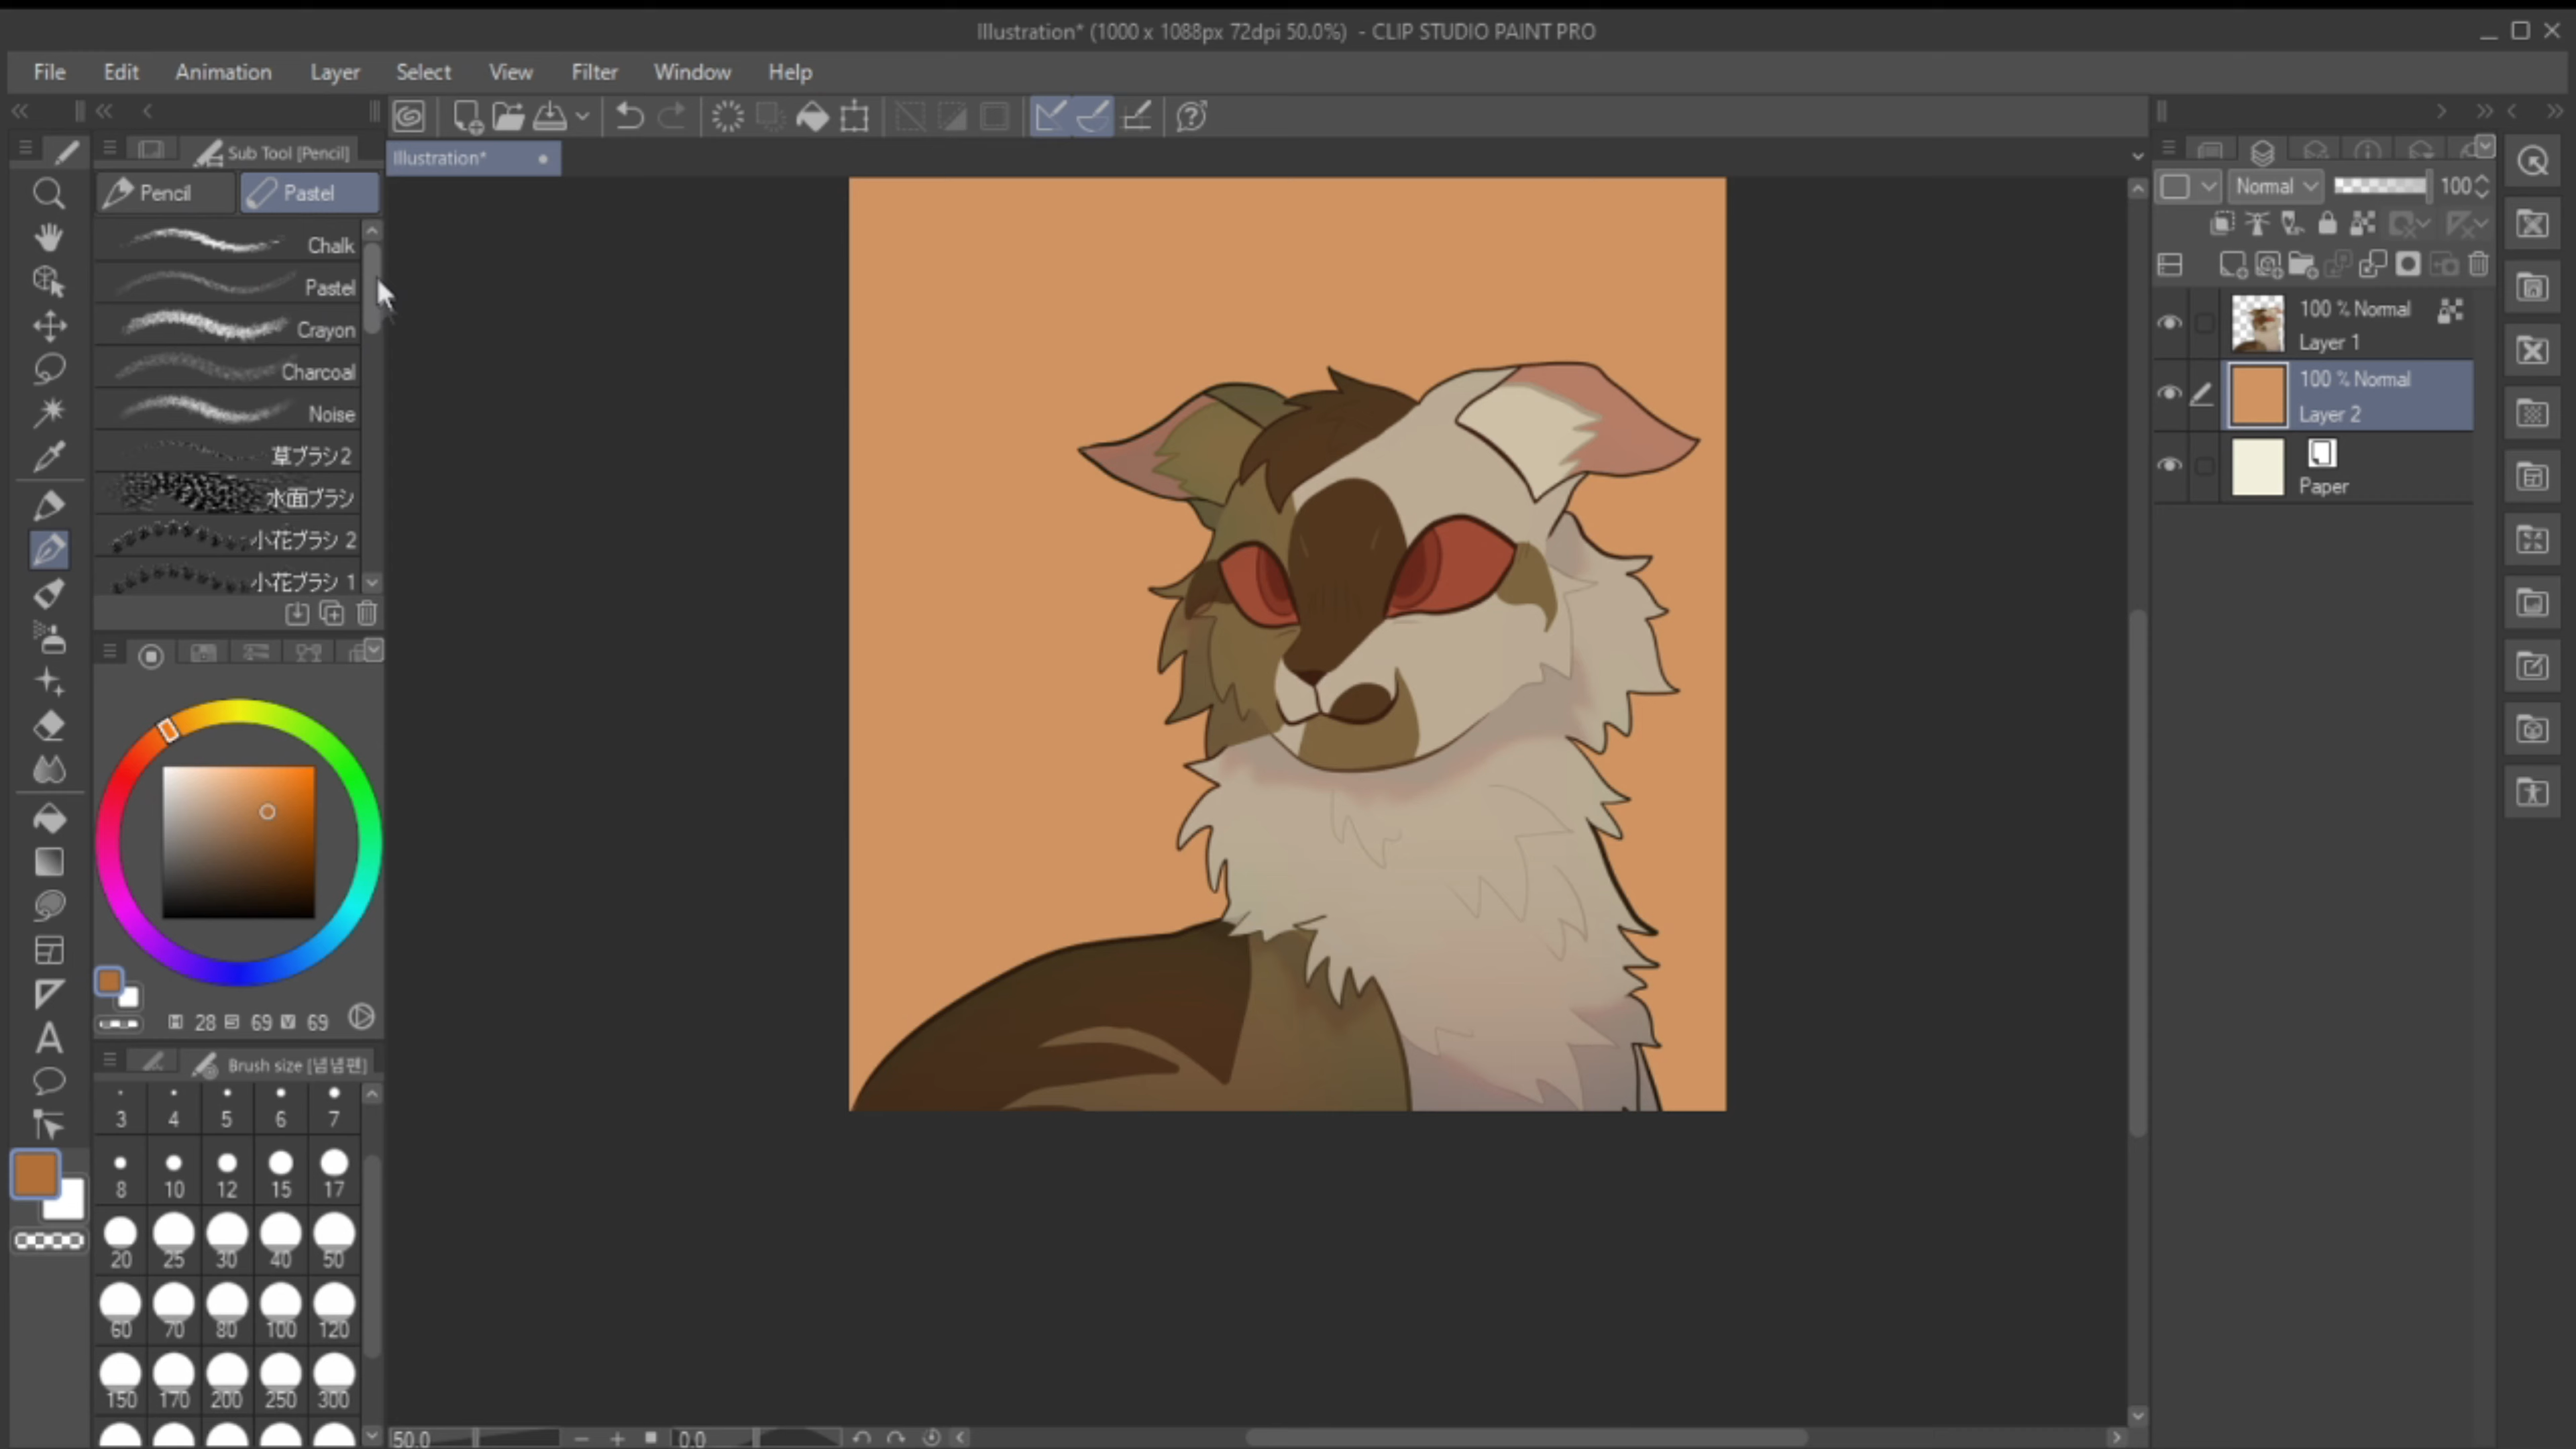 Illustration* (1000 x 1088px 72dpi 50.0%) - CLIP STUDIO PAINT PRO
File Edit Animation Layer Select View Filter Window Help
Sub Tool [Pencil]
Illustration*
Pencil Pastel
Normal 100
Chalk
Pastel
Crayon
Charcoal
Noise
草ブラシ2
水面ブラシ
小花ブラシ 2
小花ブラシ 1
100 % Normal
Layer 1
100 % Normal
Layer 2
Paper
H 28 S 69 V 69
Brush size [념념펜]
3 4 5 6 7
8 10 12 15 17
20 25 30 40 50
60 70 80 100 120
150 170 200 250 300
50.0 0.0